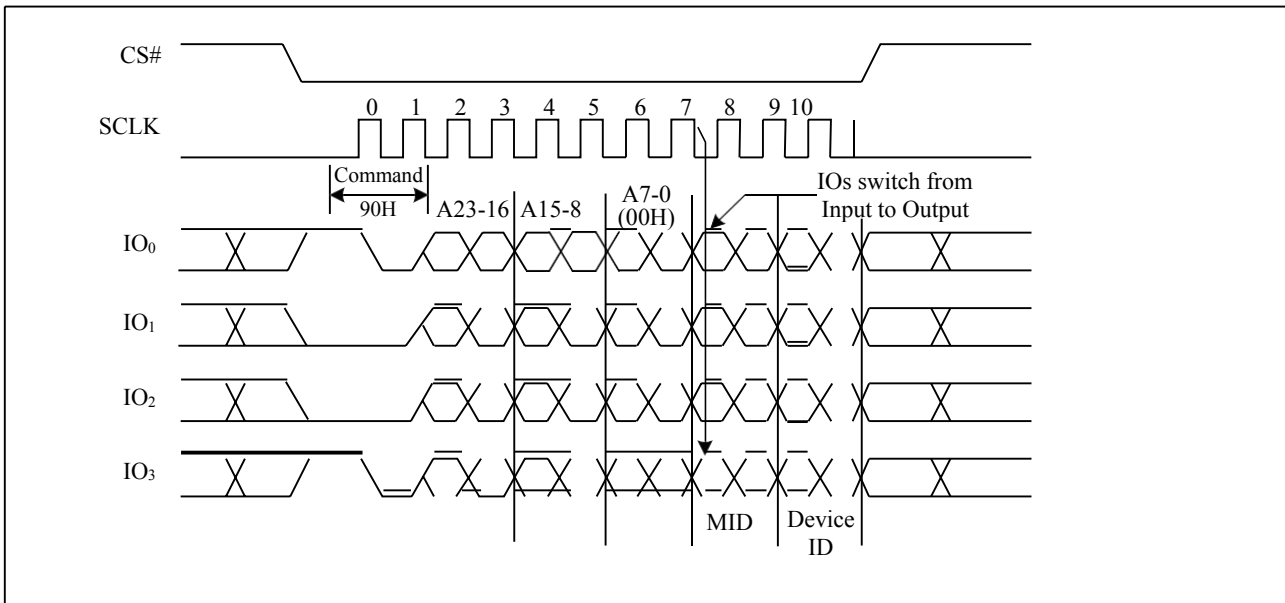 CS#
0 1 2 3 4 5 6 7 8 9 10
SCLK
Command
90H
A23-16 A15-8
A7-0
(00H)
IOs switch from
Input to Output
IO0
IO1
IO2
IO3
MID
Device
ID